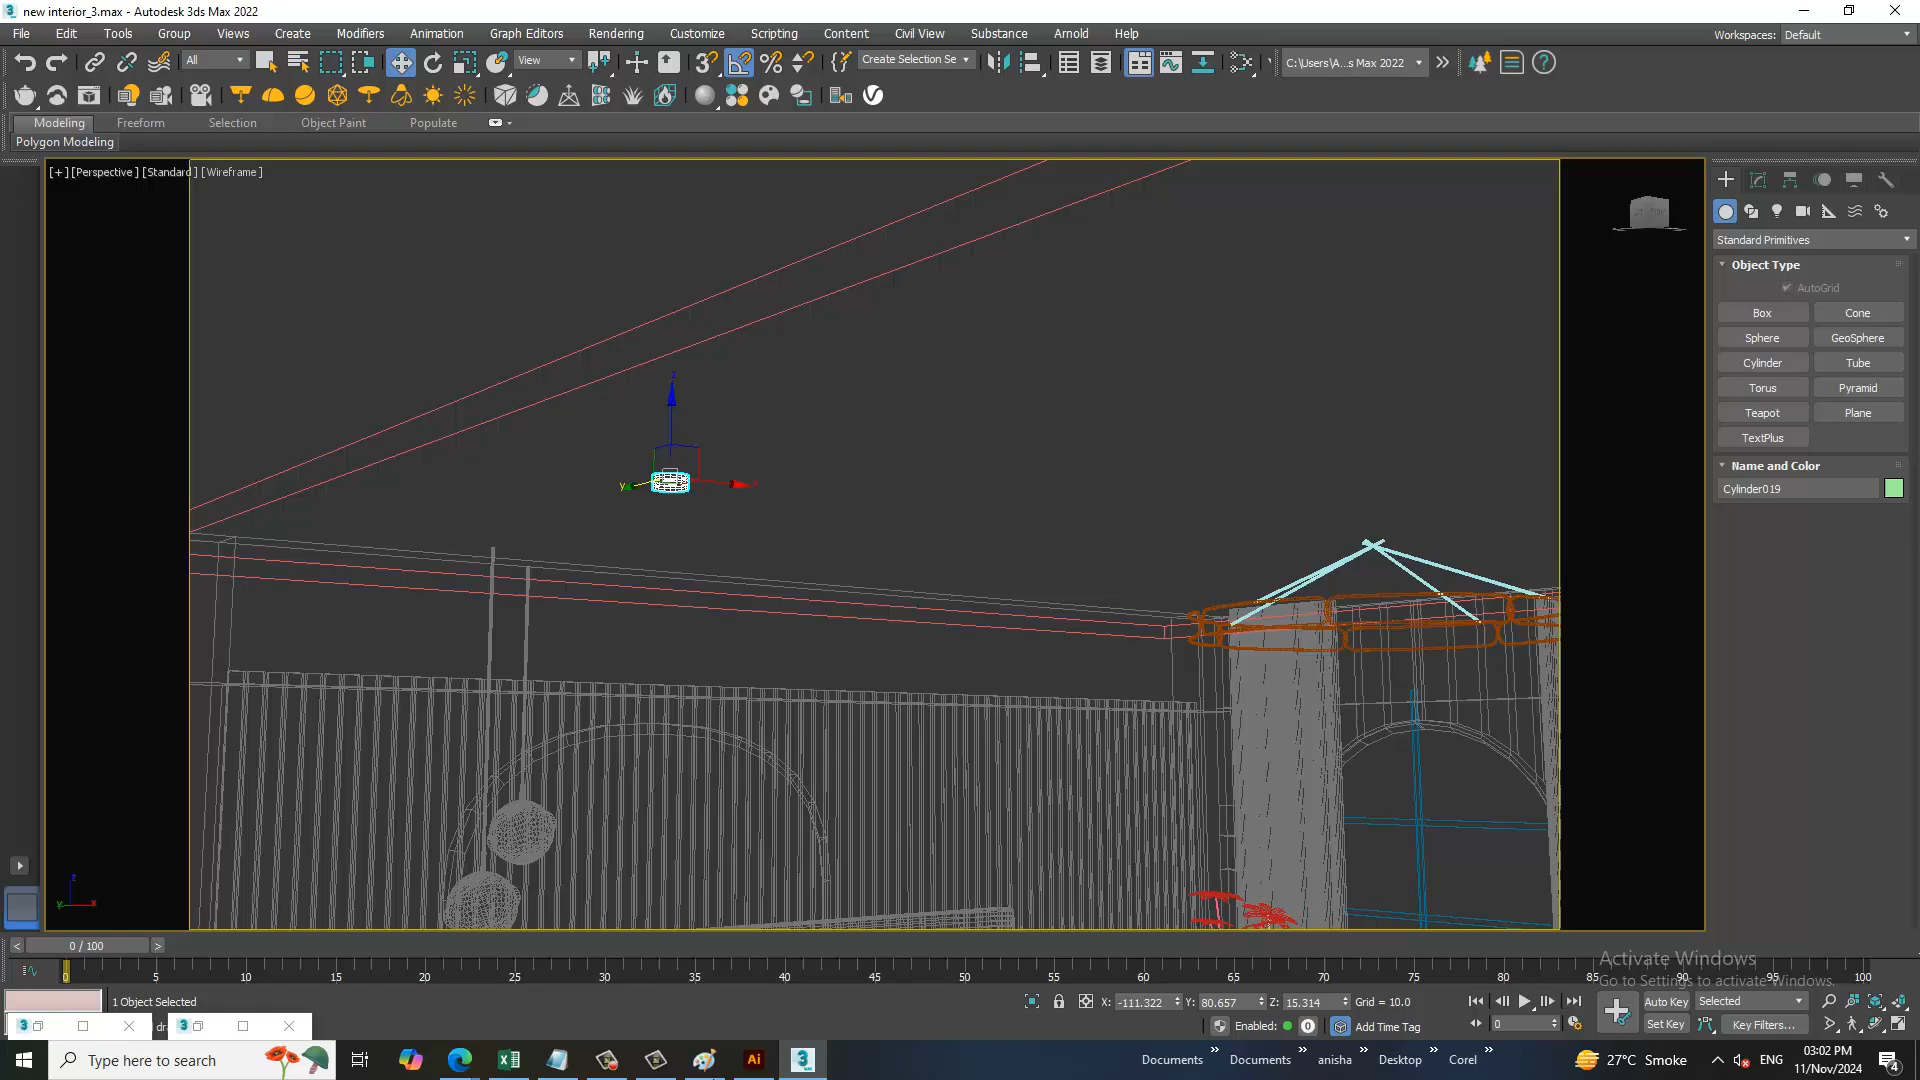 new interior_3.max - Autodesk 3ds Max 2022
File Edit Tools Group Views Create Modifiers Animation Graph Editors Rendering Customize Scripting Content Civil View Substance Arnold Help
Workspaces: Default
All View Create Selection Se C:\Users\A...s Max 2022
Modeling Freeform Selection Object Paint Populate
Polygon Modeling
[+] [Perspective] [Standard] [Wireframe]
Standard Primitives
Object Type
AutoGrid
Box Cone
Sphere GeoSphere
Cylinder Tube
Torus Pyramid
Teapot Plane
TextPlus
Name and Color
Cylinder019
z
y
x
z
y x
< 0 / 100 >
0 5 10 15 20 25 30 35 40 45 50 55 60 65 70 75 80 85 90 95 100
Activate Windows
Go to Settings to activate Windows.
1 Object Selected
X: -111.322 Y: 80.657 Z: 15.314 Grid = 10.0
Auto Key Selected
Enabled: 0 Add Time Tag
0 Set Key Key Filters...
Type here to search
Documents Documents anisha Desktop Corel
27°C Smoke
ENG
03:02 PM
11/Nov/2024
4